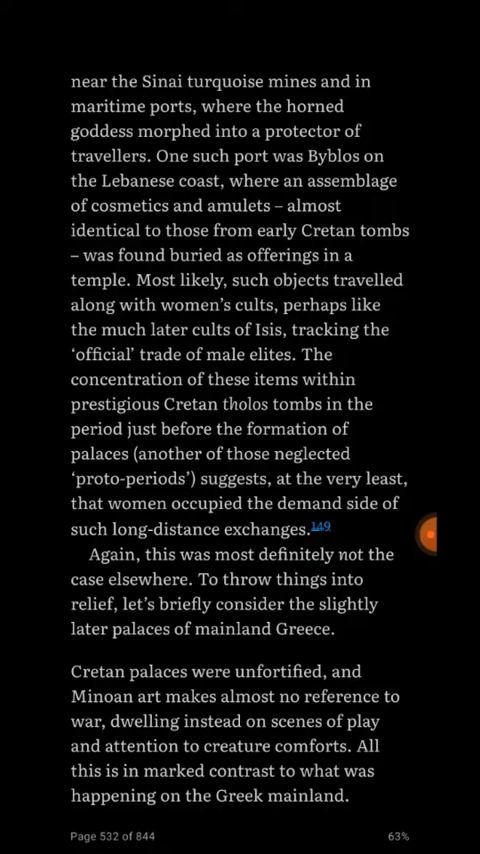 near the Sinai turquoise mines and in
maritime ports, where the horned
goddess morphed into a protector of
travellers. One such port was Byblos on
the Lebanese coast, where an assemblage
of cosmetics and amulets – almost
identical to those from early Cretan tombs
– was found buried as offerings in a
temple. Most likely, such objects travelled
along with women’s cults, perhaps like
the much later cults of Isis, tracking the
‘official’ trade of male elites. The
concentration of these items within
prestigious Cretan tholos tombs in the
period just before the formation of
palaces (another of those neglected
‘proto-periods’) suggests, at the very least,
that women occupied the demand side of
such long-distance exchanges.149
Again, this was most definitely not the
case elsewhere. To throw things into
relief, let’s briefly consider the slightly
later palaces of mainland Greece.
Cretan palaces were unfortified, and
Minoan art makes almost no reference to
war, dwelling instead on scenes of play
and attention to creature comforts. All
this is in marked contrast to what was
happening on the Greek mainland.
Page 532 of 844 63%